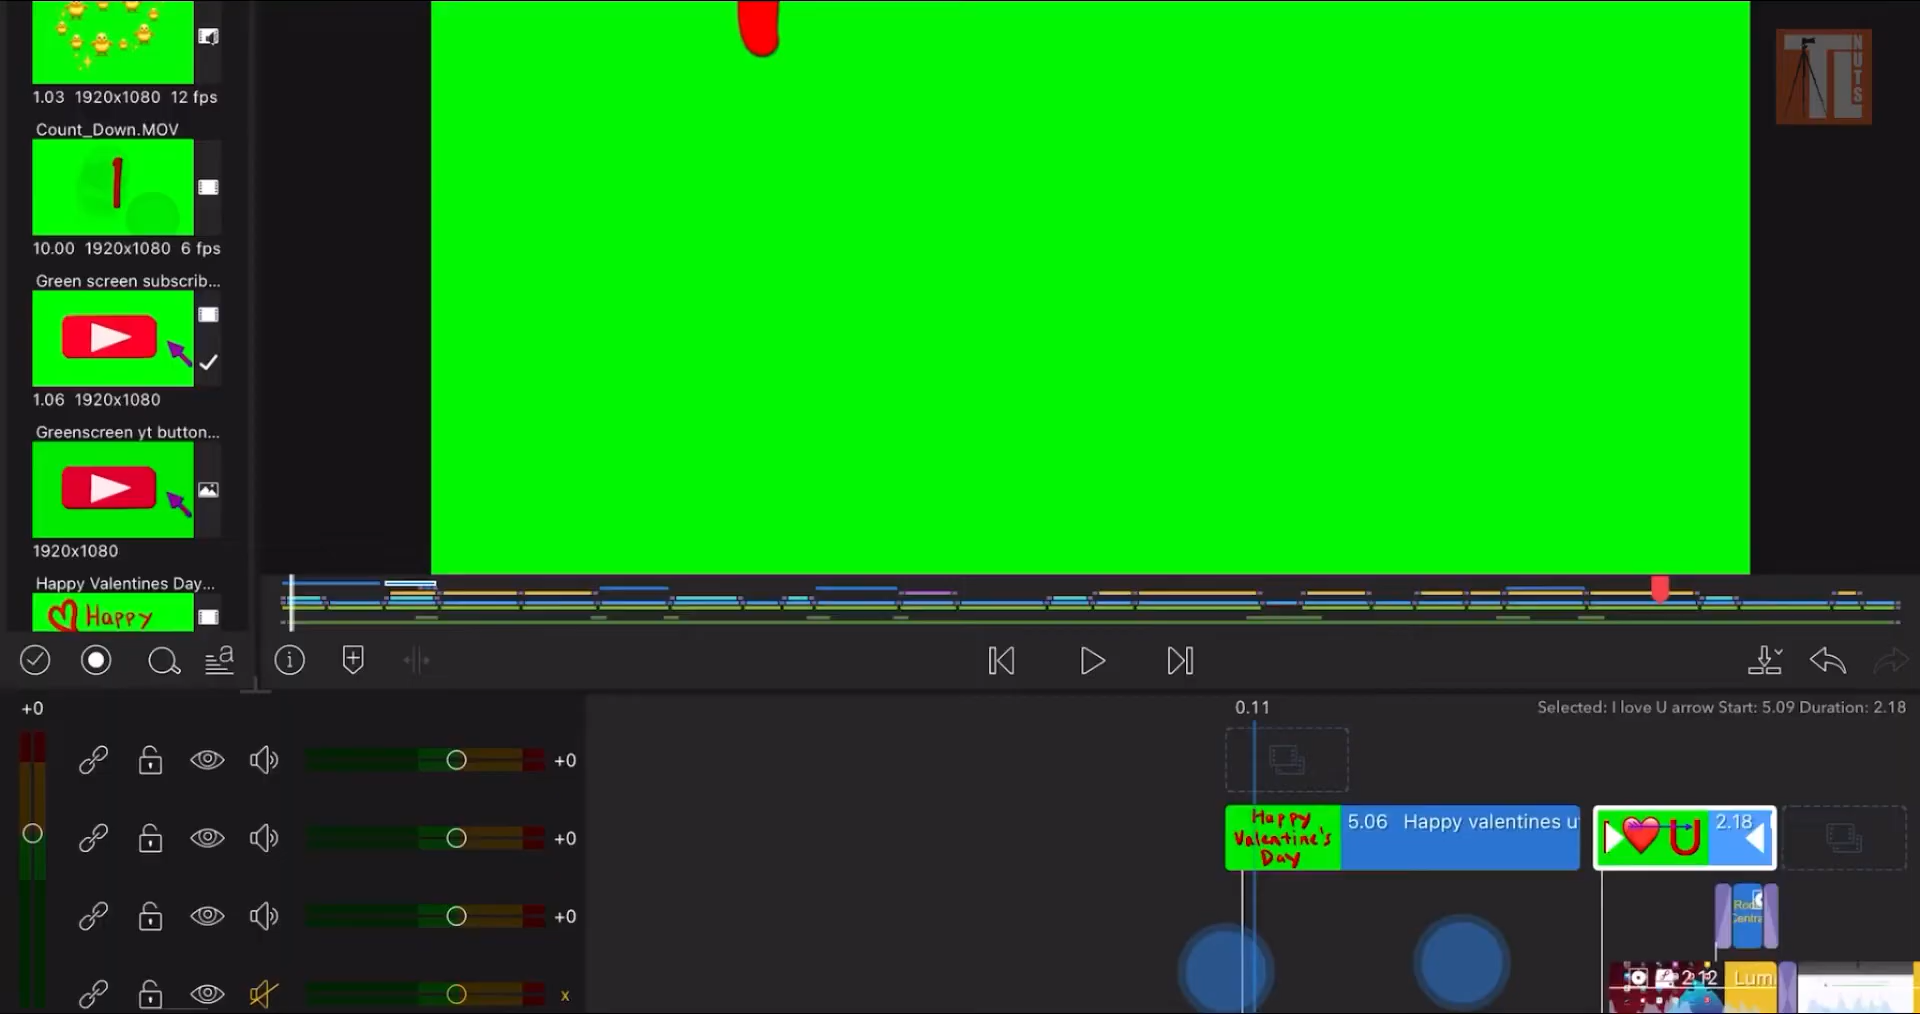 1.03 1920x1080 12 fps
Count_Down.MOV
10.00 1920x1080 6 fps
Green screen subscrib...
1.06 1920x1080
Greenscreen yt button...
1920x1080
Happy Valentines Day...
Happy
TL
NUTS
+0
0.11
Selected: I love U arrow Start: 5.09 Duration: 2.18
+0
Happy
Valentine's
Day
5.06 Happy valentines u
U
2.18
+0
+0
x
2:12 Lum